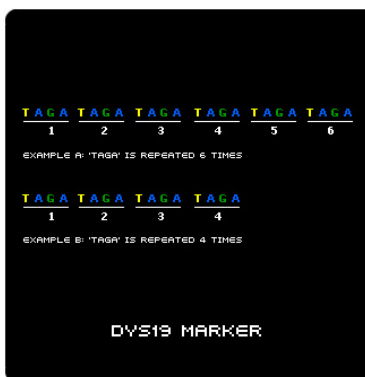 TAGA TAGA TAGA TAGA TAGA TAGA
1 2 3 4 5 6
EXAMPLE A: 'TAGA' IS REPEATED 6 TIMES
TAGA TAGA TAGA TAGA
1 2 3 4
EXAMPLE B: 'TAGA' IS REPEATED 4 TIMES
DYS19 MARKER